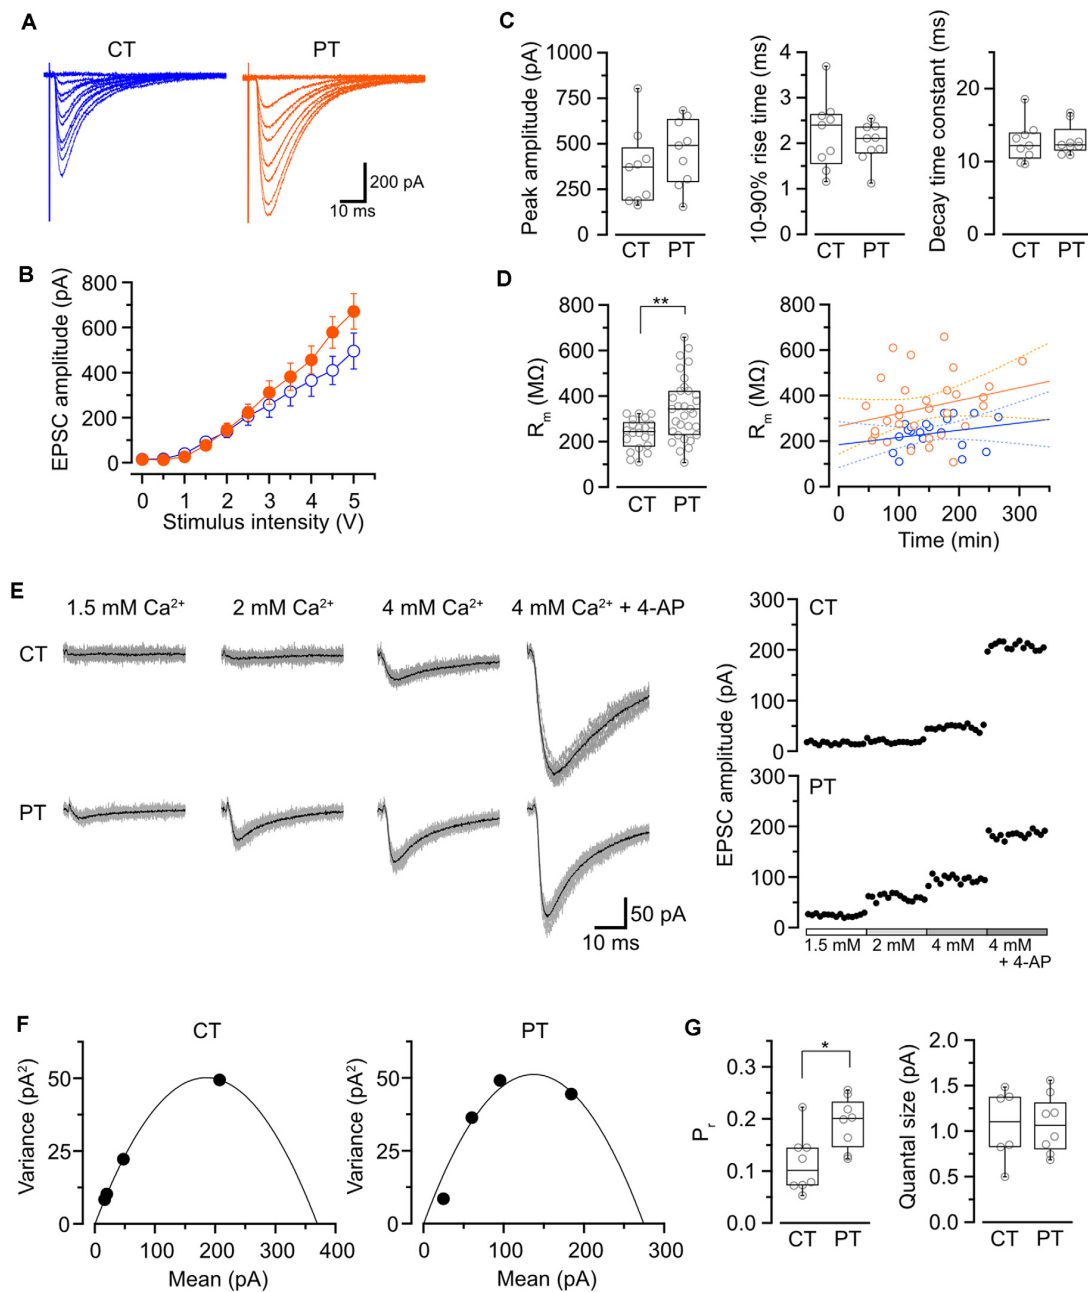 A
CT
PT
200 pA
10 ms
B
EPSC amplitude (pA)
800
600
400
200
0
0
1
2
3
4
5
Stimulus intensity (V)
C
Peak amplitude (pA)
1000
750
500
250
0
CT
PT
10-90% rise time (ms)
4
3
2
1
0
CT
PT
Decay time constant (ms)
20
10
0
CT
PT
D
R_m (MΩ)
800
600
400
200
0
**
CT
PT
R_m (MΩ)
800
600
400
200
0
0
100
200
300
Time (min)
E
1.5 mM Ca²⁺
2 mM Ca²⁺
4 mM Ca²⁺
4 mM Ca²⁺ + 4-AP
CT
PT
50 pA
10 ms
EPSC amplitude (pA)
300
CT
200
100
0
300
PT
200
100
0
1.5 mM
2 mM
4 mM
4 mM
+ 4-AP
F
CT
Variance (pA²)
50
25
0
0
100
200
300
400
Mean (pA)
PT
Variance (pA²)
50
25
0
0
100
200
300
Mean (pA)
G
P_r
0.3
0.2
0.1
0.0
*
CT
PT
Quantal size (pA)
2.0
1.5
1.0
0.5
0.0
CT
PT